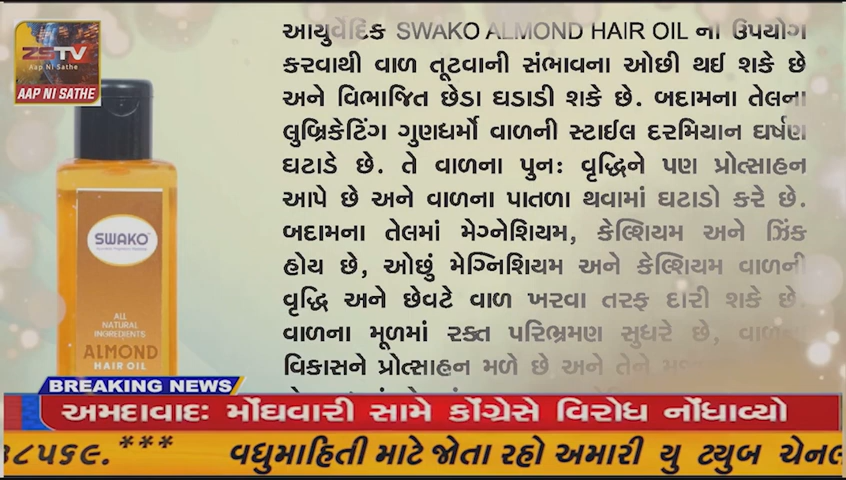 ZSTV
Aap Ni Sathe
AAP NI SATHE
આયુર્વેદિક SWAKO ALMOND HAIR OIL ના ઉપયોગ
કરવાથી વાળ તૂટવાની સંભાવના ઓછી થઈ શકે છે
અને વિભાજિત છેડા ઘડાડી શકે છે. બદામના તેલના
લુબ્રિકેટિંગ ગુણધર્મો વાળની સ્ટાઈલ દરમિયાન ઘર્ષણ
ઘટાડે છે. તે વાળના પુનઃ વૃદ્ધિને પણ પ્રોત્સાહન
આપે છે અને વાળના પાતળા થવામાં ઘટાડો કરે છે.
બદામના તેલમાં મેગ્નેશિયમ, કેલ્શિયમ અને ઝિંક
હોય છે, ઓછું મેગ્નિશિયમ અને કેલ્શિયમ વાળની
વૃદ્ધિ અને છેવટે વાળ ખરવા તરફ દારી શકે છે.
વાળના મૂળમાં રક્ત પરિભ્રમણ સુધરે છે, વાળના
વિકાસને પ્રોત્સાહન મળે છે અને તેને
SWAKO
ALL
NATURAL
INGREDIENTS
ALMOND
HAIR OIL
BREAKING NEWS
અમદાવાદઃ મોંઘવારી સામે કોંગ્રેસે વિરોધ નોંધાવ્યો
૩૮૫૬૯.*** વધુમાહિતી માટે જોતા રહો અમારી યુ ટ્યુબ ચેનલ